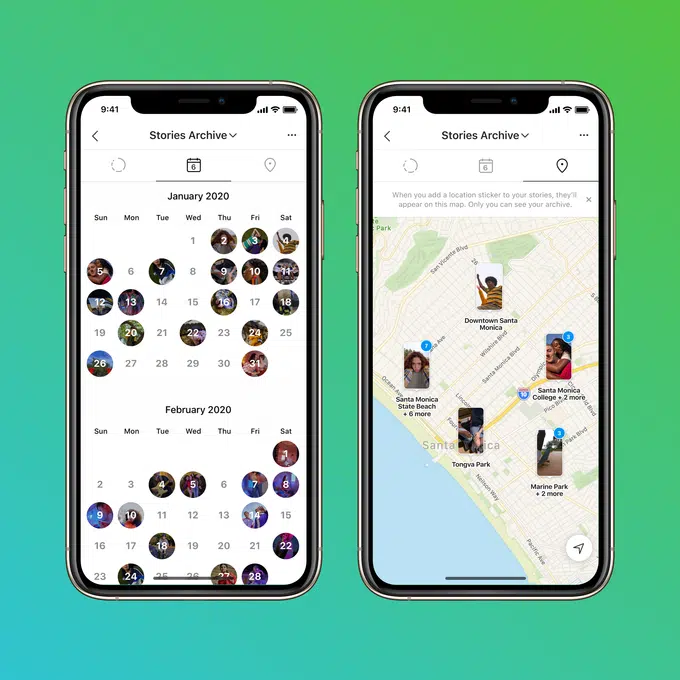 9:41
Stories Archive
6
January 2020
Sun Mon Tue Wed Thu Fri Sat
1 2 3 4
5 6 7 8 9 10 11
12 13 14 15 16 17 18
19 20 21 22 23 24 25
26 27 28 29 30 31
February 2020
Sun Mon Tue Wed Thu Fri Sat
1
2 3 4 5 6 7 8
9 10 11 12 13 14 15
16 17 18 19 20 21 22
23 24 25 26 27 28
9:41
Stories Archive
6
When you add a location sticker to your stories, they'll
appear on this map. Only you can see your archive.
Park
San Vicente Blvd
26
Downtown Santa
Monica
7
Ave
Wilshire Blvd
Santa Monica Blvd
3
Olympic
Ocean Ave
Santa Monica
State Beach
+ 6 more
Santa Monica
College + 2 more
10
Pico Blvd
Lincoln
Santa Monica
Tongva Park
3
Park Blvd
Marine Park
+ 2 more
Neilson Way
Pacific Ave